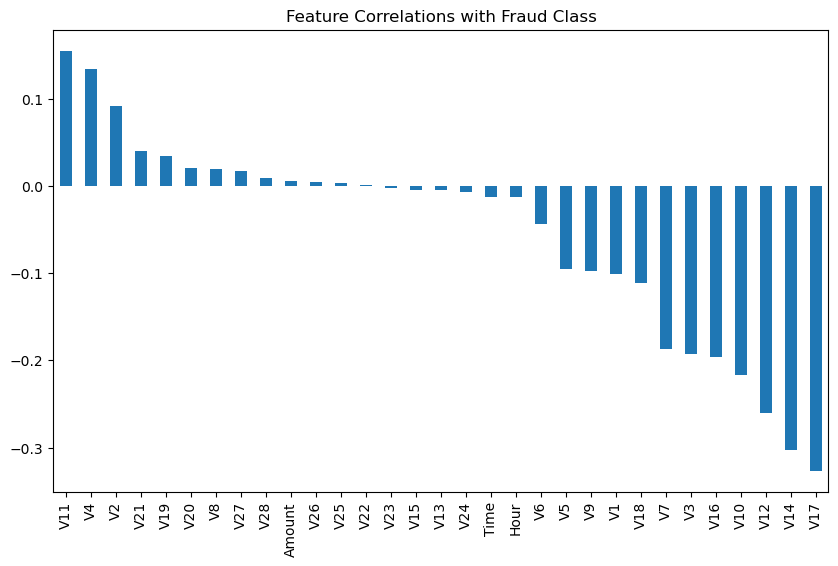 Feature Correlations with Fraud Class
0.1
0.0
−0.1
−0.2
−0.3
V11
V4
V2
V21
V19
V20
V8
V27
V28
Amount
V26
V25
V22
V23
V15
V13
V24
Time
Hour
V6
V5
V9
V1
V18
V7
V3
V16
V10
V12
V14
V17